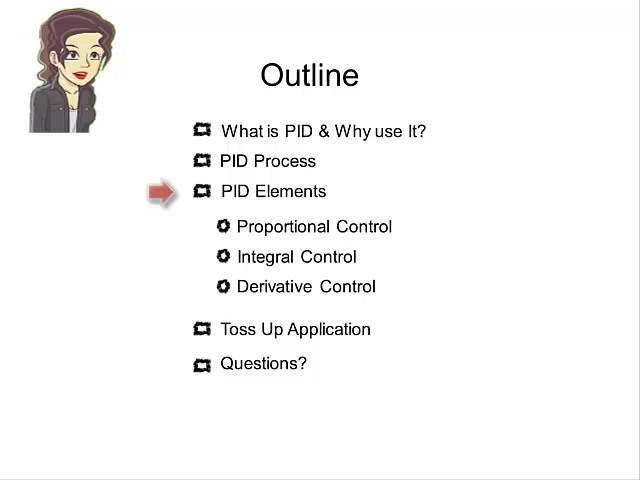 Outline
What is PID & Why use It?
PID Process
PID Elements
Proportional Control
Integral Control
Derivative Control
Toss Up Application
Questions?